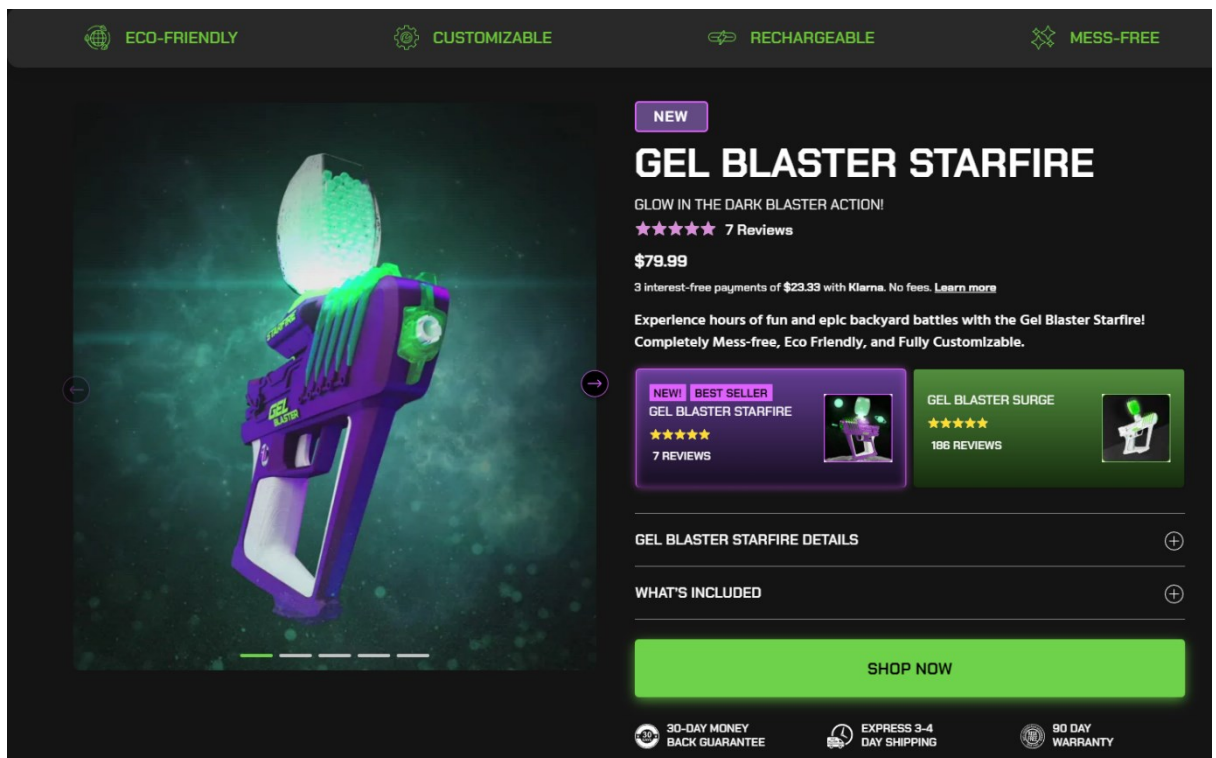 ECO-FRIENDLY
CUSTOMIZABLE
RECHARGEABLE
MESS-FREE
NEW
GEL BLASTER STARFIRE
GLOW IN THE DARK BLASTER ACTION!
7 Reviews
$79.99
3 interest-free payments of $23.33 with Klarna. No fees. Learn more
Experience hours of fun and epic backyard battles with the Gel Blaster Starfire!
Completely Mess-free, Eco Friendly, and Fully Customizable.
NEW! BEST SELLER
GEL BLASTER STARFIRE
7 REVIEWS
GEL BLASTER SURGE
186 REVIEWS
GEL BLASTER STARFIRE DETAILS
WHAT'S INCLUDED
SHOP NOW
30
30-DAY MONEY
BACK GUARANTEE
EXPRESS 3-4
DAY SHIPPING
90 DAY
WARRANTY
STARFIRE
GEL
BLASTER